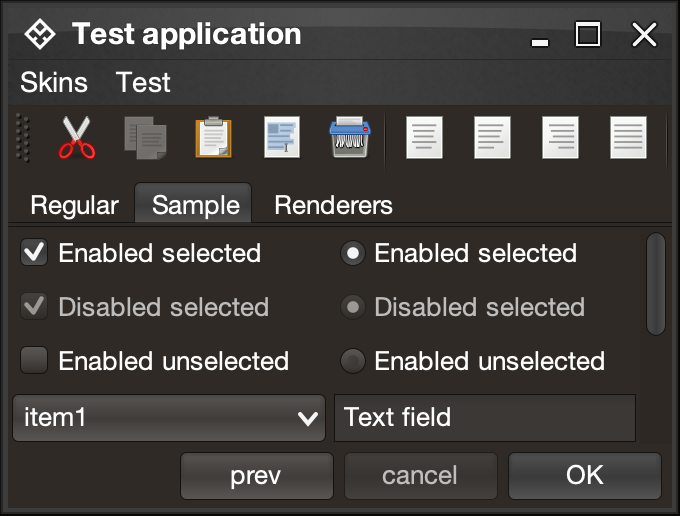 Test application
Skins Test
Regular Sample Renderers
Enabled selected Enabled selected
Disabled selected Disabled selected
Enabled unselected Enabled unselected
item1 Text field
prev cancel OK